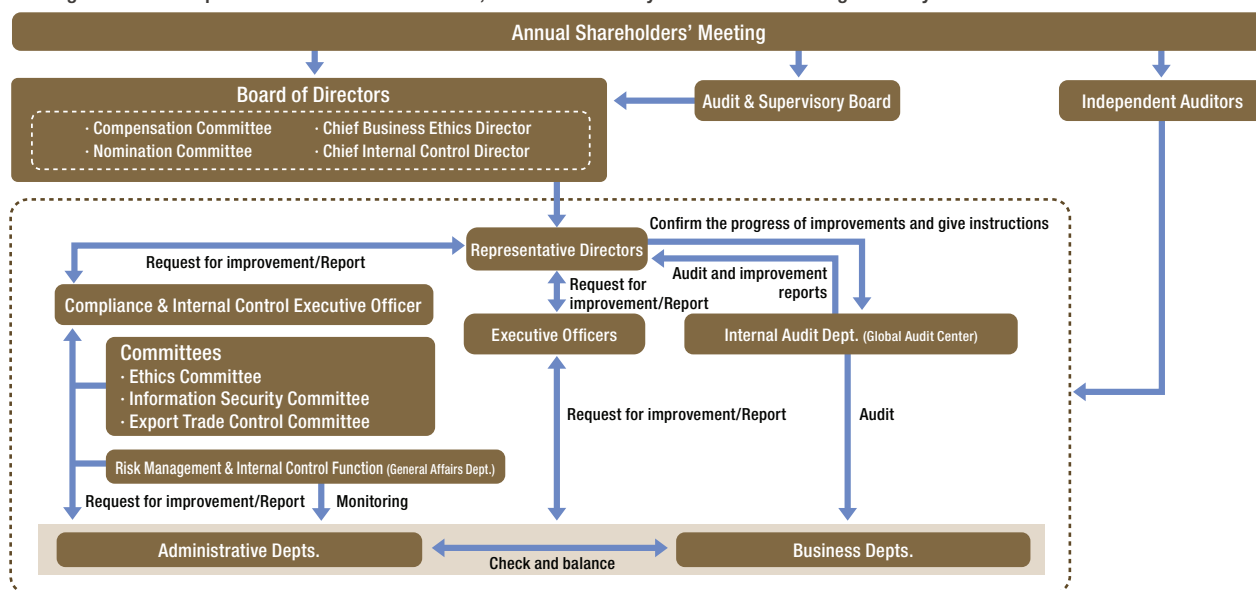 Annual Shareholders' Meeting
Board of Directors
· Compensation Committee
· Nomination Committee
· Chief Business Ethics Director
· Chief Internal Control Director
Audit & Supervisory Board
Independent Auditors
Confirm the progress of improvements and give instructions
Representative Directors
Request for improvement/Report
Audit and improvement
reports
Request for
improvement/Report
Compliance & Internal Control Executive Officer
Executive Officers
Internal Audit Dept. (Global Audit Center)
Committees
· Ethics Committee
· Information Security Committee
· Export Trade Control Committee
Request for improvement/Report
Audit
Risk Management & Internal Control Function (General Affairs Dept.)
Request for improvement/Report
Monitoring
Administrative Depts.
Check and balance
Business Depts.